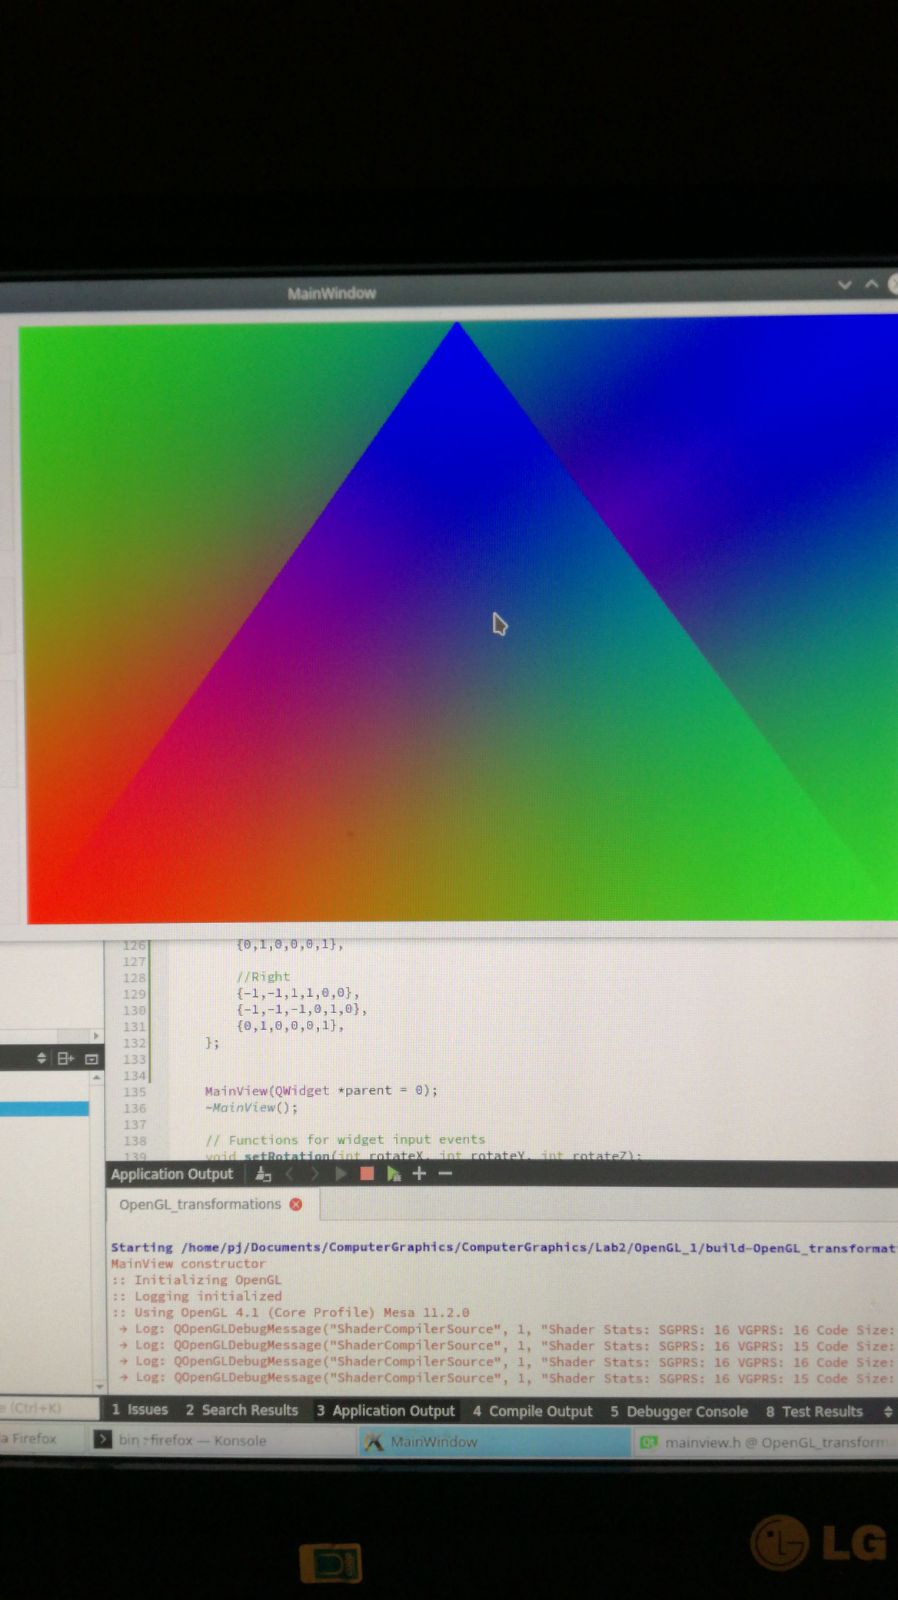 MainWindow
126 {0,1,0,0,0,1},
127
128 //Right
129 {-1,-1,1,1,0,0},
130 {-1,-1,-1,0,1,0},
131 {0,1,0,0,0,1},
132 };
133
134
135 MainView(QWidget *parent = 0);
136 ~MainView();
137
138 // Functions for widget input events
139 void setRotation(int rotateX, int rotateY, int rotateZ);
Application Output
OpenGL_transformations
Starting /home/pj/Documents/ComputerGraphics/ComputerGraphics/Lab2/OpenGL_1/build-OpenGL_transformat
MainView constructor
:: Initializing OpenGL
:: Logging initialized
:: Using OpenGL 4.1 (Core Profile) Mesa 11.2.0
→ Log: QOpenGLDebugMessage("ShaderCompilerSource", 1, "Shader Stats: SGPRS: 16 VGPRS: 16 Code Size:
→ Log: QOpenGLDebugMessage("ShaderCompilerSource", 1, "Shader Stats: SGPRS: 16 VGPRS: 15 Code Size:
→ Log: QOpenGLDebugMessage("ShaderCompilerSource", 1, "Shader Stats: SGPRS: 16 VGPRS: 16 Code Size:
→ Log: QOpenGLDebugMessage("ShaderCompilerSource", 1, "Shader Stats: SGPRS: 16 VGPRS: 15 Code Size:
e (Ctrl+K) 1 Issues 2 Search Results 3 Application Output 4 Compile Output 5 Debugger Console 8 Test Results
a Firefox bin : firefox — Konsole MainWindow mainview.h @ OpenGL_transform
LG